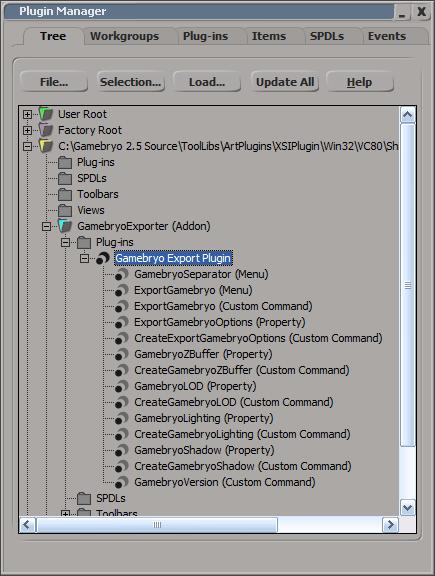 Plugin Manager
Tree Workgroups Plug-ins Items SPDLs Events
File... Selection... Load... Update All Help
User Root
Factory Root
C:\Gamebryo 2.5 Source\ToolLibs\ArtPlugins\XSIPlugin\Win32\VC80\Sh
Plug-ins
SPDLs
Toolbars
Views
GamebryoExporter (Addon)
Plug-ins
Gamebryo Export Plugin
GamebryoSeparator (Menu)
ExportGamebryo (Menu)
ExportGamebryo (Custom Command)
ExportGamebryoOptions (Property)
CreateExportGamebryoOptions (Custom Command)
GamebryoZBuffer (Property)
CreateGamebryoZBuffer (Custom Command)
GamebryoLOD (Property)
CreateGamebryoLOD (Custom Command)
GamebryoLighting (Property)
CreateGamebryoLighting (Custom Command)
GamebryoShadow (Property)
CreateGamebryoShadow (Custom Command)
GamebryoVersion (Custom Command)
SPDLs
Toolbars